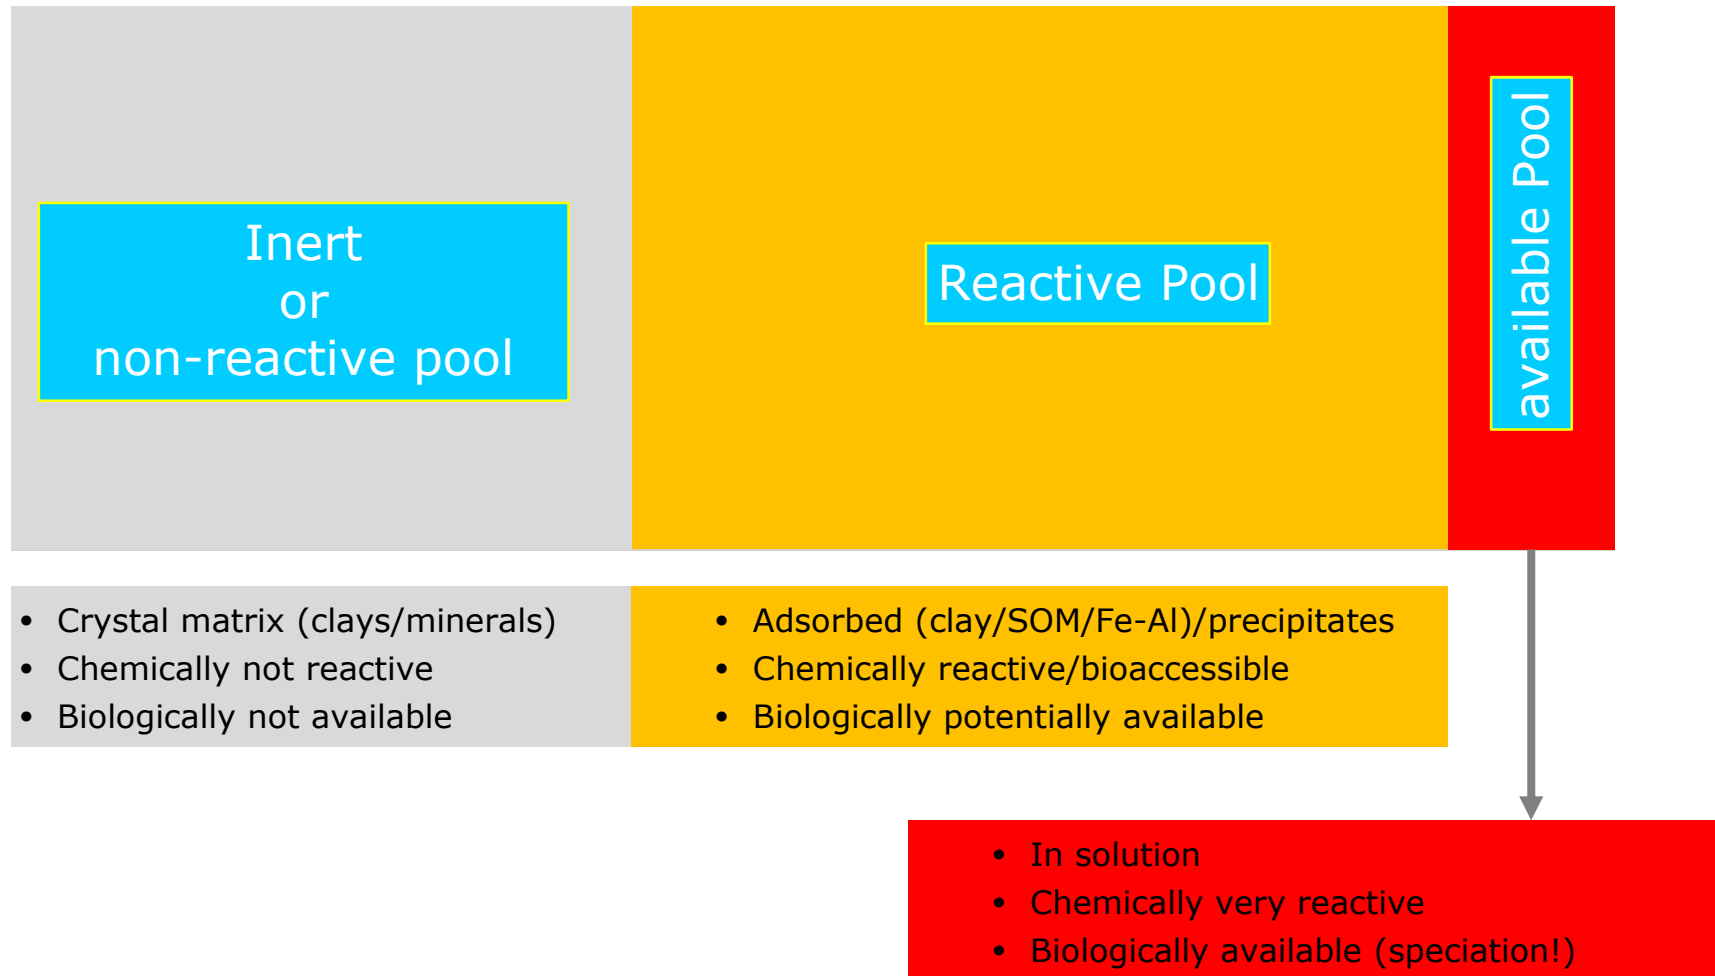 Inert
or
non-reactive pool
Reactive Pool
available Pool
• Crystal matrix (clays/minerals)
• Chemically not reactive
• Biologically not available
• Adsorbed (clay/SOM/Fe-Al)/precipitates
• Chemically reactive/bioaccessible
• Biologically potentially available
• In solution
• Chemically very reactive
• Biologically available (speciation!)